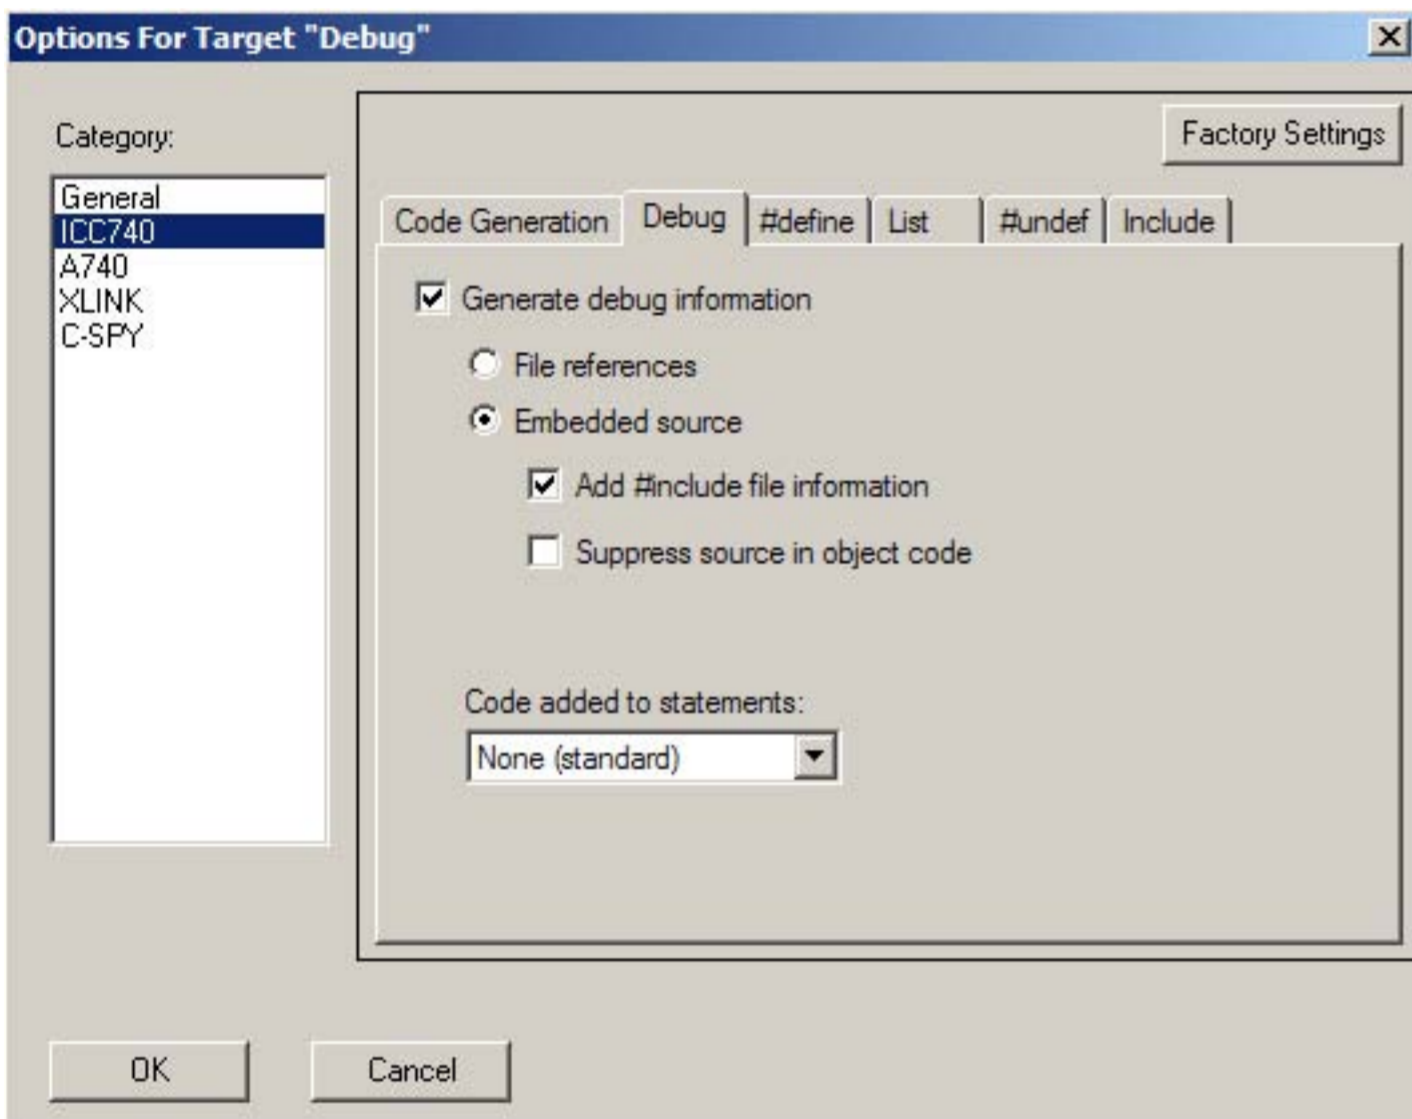 Options For Target "Debug"
Category:
Factory Settings
General
ICC740
A740
XLINK
C-SPY
Code Generation Debug #define List #undef Include
Generate debug information
File references
Embedded source
Add #include file information
Suppress source in object code
Code added to statements:
None (standard)
OK Cancel